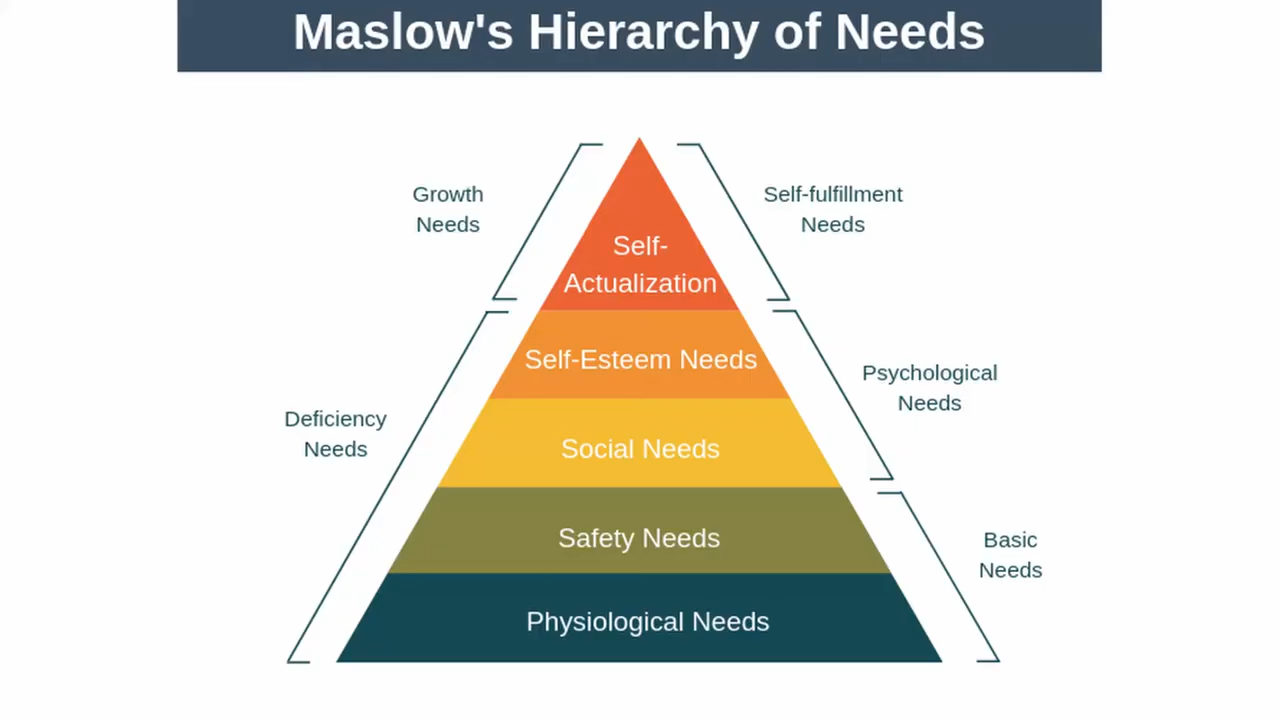 Maslow's Hierarchy of Needs
Growth
Needs
Self-fulfillment
Needs
Self-
Actualization
Self-Esteem Needs
Psychological
Needs
Deficiency
Needs
Social Needs
Safety Needs
Basic
Needs
Physiological Needs